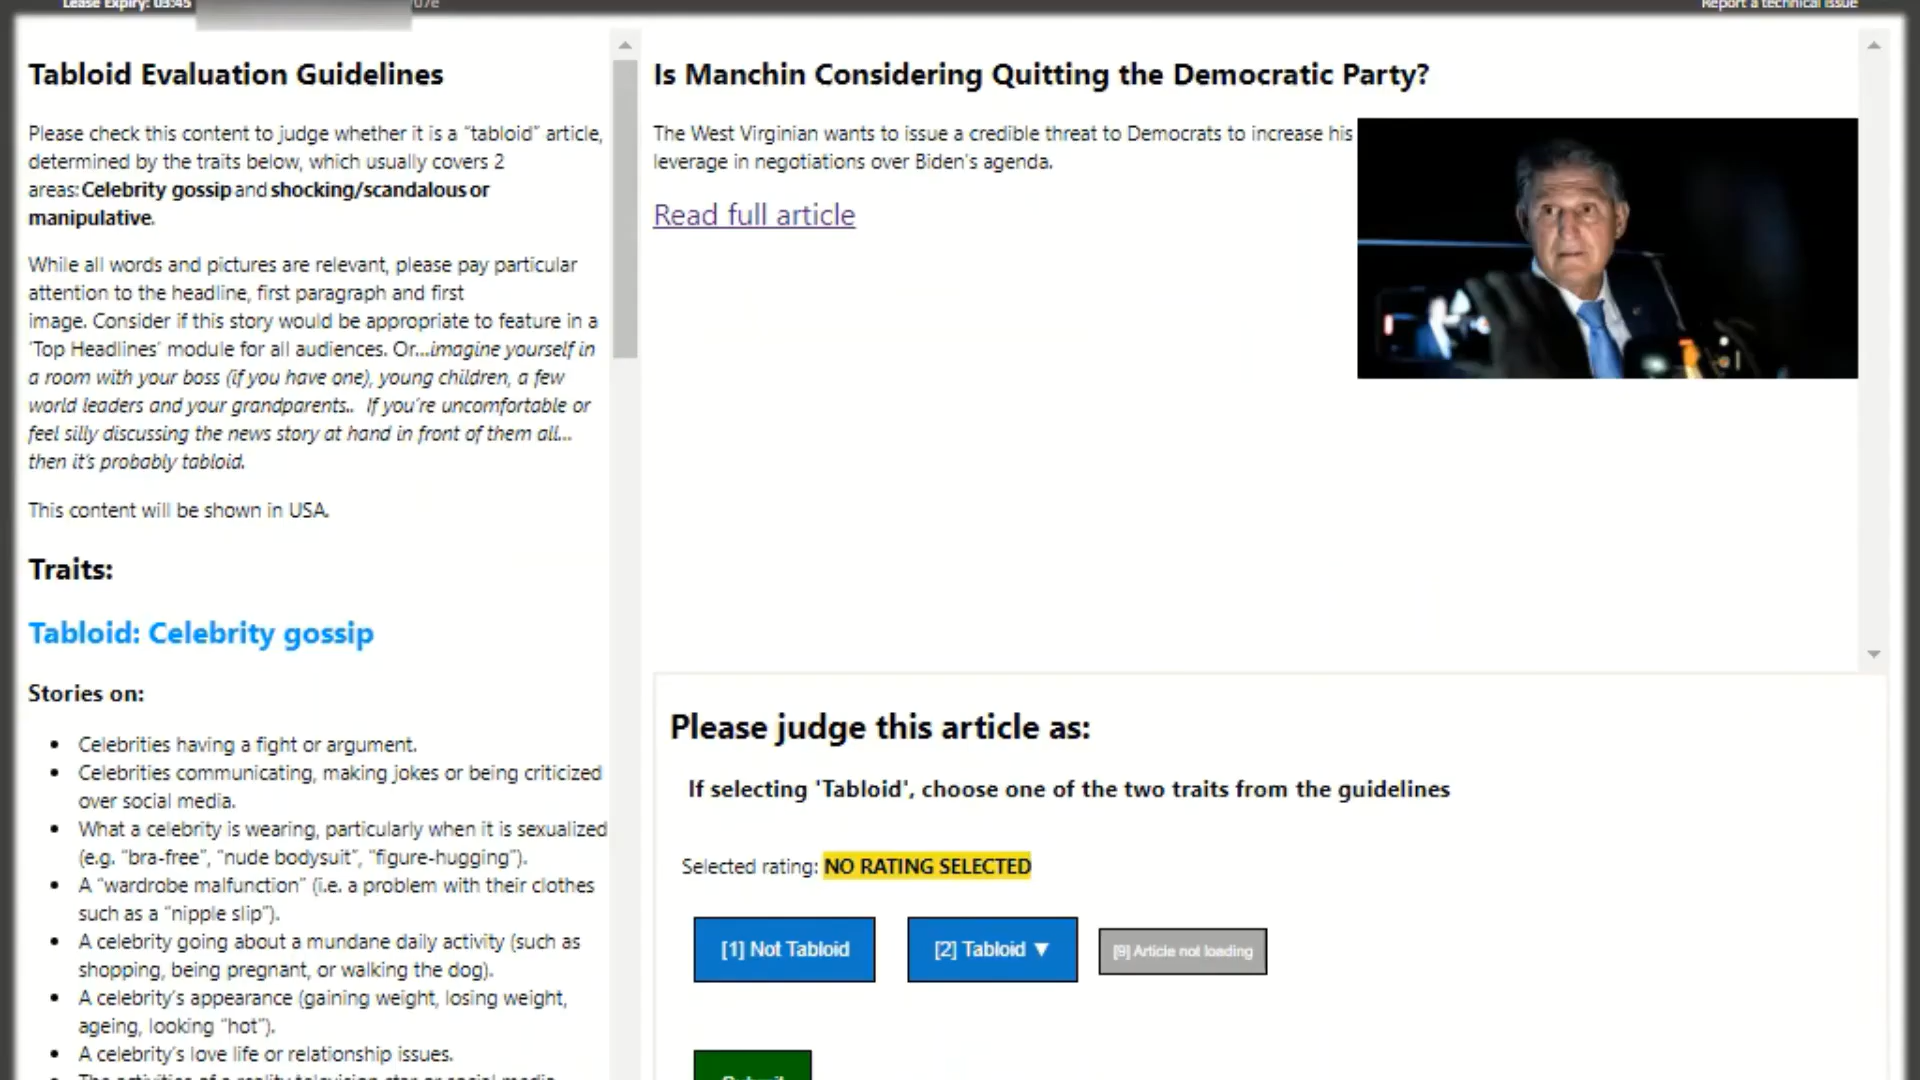 Lease Expiry: 03:45
07e
Report a technical issue
Tabloid Evaluation Guidelines
Please check this content to judge whether it is a “tabloid” article,
determined by the traits below, which usually covers 2
areas: Celebrity gossip and shocking/scandalous or
manipulative.
While all words and pictures are relevant, please pay particular
attention to the headline, first paragraph and first
image. Consider if this story would be appropriate to feature in a
‘Top Headlines’ module for all audiences. Or...imagine yourself in
a room with your boss (if you have one), young children, a few
world leaders and your grandparents.. If you’re uncomfortable or
feel silly discussing the news story at hand in front of them all...
then it’s probably tabloid.
This content will be shown in USA.
Traits:
Tabloid: Celebrity gossip
Stories on:
Celebrities having a fight or argument.
Celebrities communicating, making jokes or being criticized
over social media.
What a celebrity is wearing, particularly when it is sexualized
(e.g. “bra-free”, “nude bodysuit”, “figure-hugging”).
A “wardrobe malfunction” (i.e. a problem with their clothes
such as a “nipple slip”).
A celebrity going about a mundane daily activity (such as
shopping, being pregnant, or walking the dog).
A celebrity’s appearance (gaining weight, losing weight,
ageing, looking “hot”).
A celebrity’s love life or relationship issues.
The activities of a reality television star or social media
Is Manchin Considering Quitting the Democratic Party?
The West Virginian wants to issue a credible threat to Democrats to increase his
leverage in negotiations over Biden’s agenda.
Read full article
Please judge this article as:
If selecting 'Tabloid', choose one of the two traits from the guidelines
Selected rating: NO RATING SELECTED
[1] Not Tabloid
[2] Tabloid ▼
[9] Article not loading
Submit